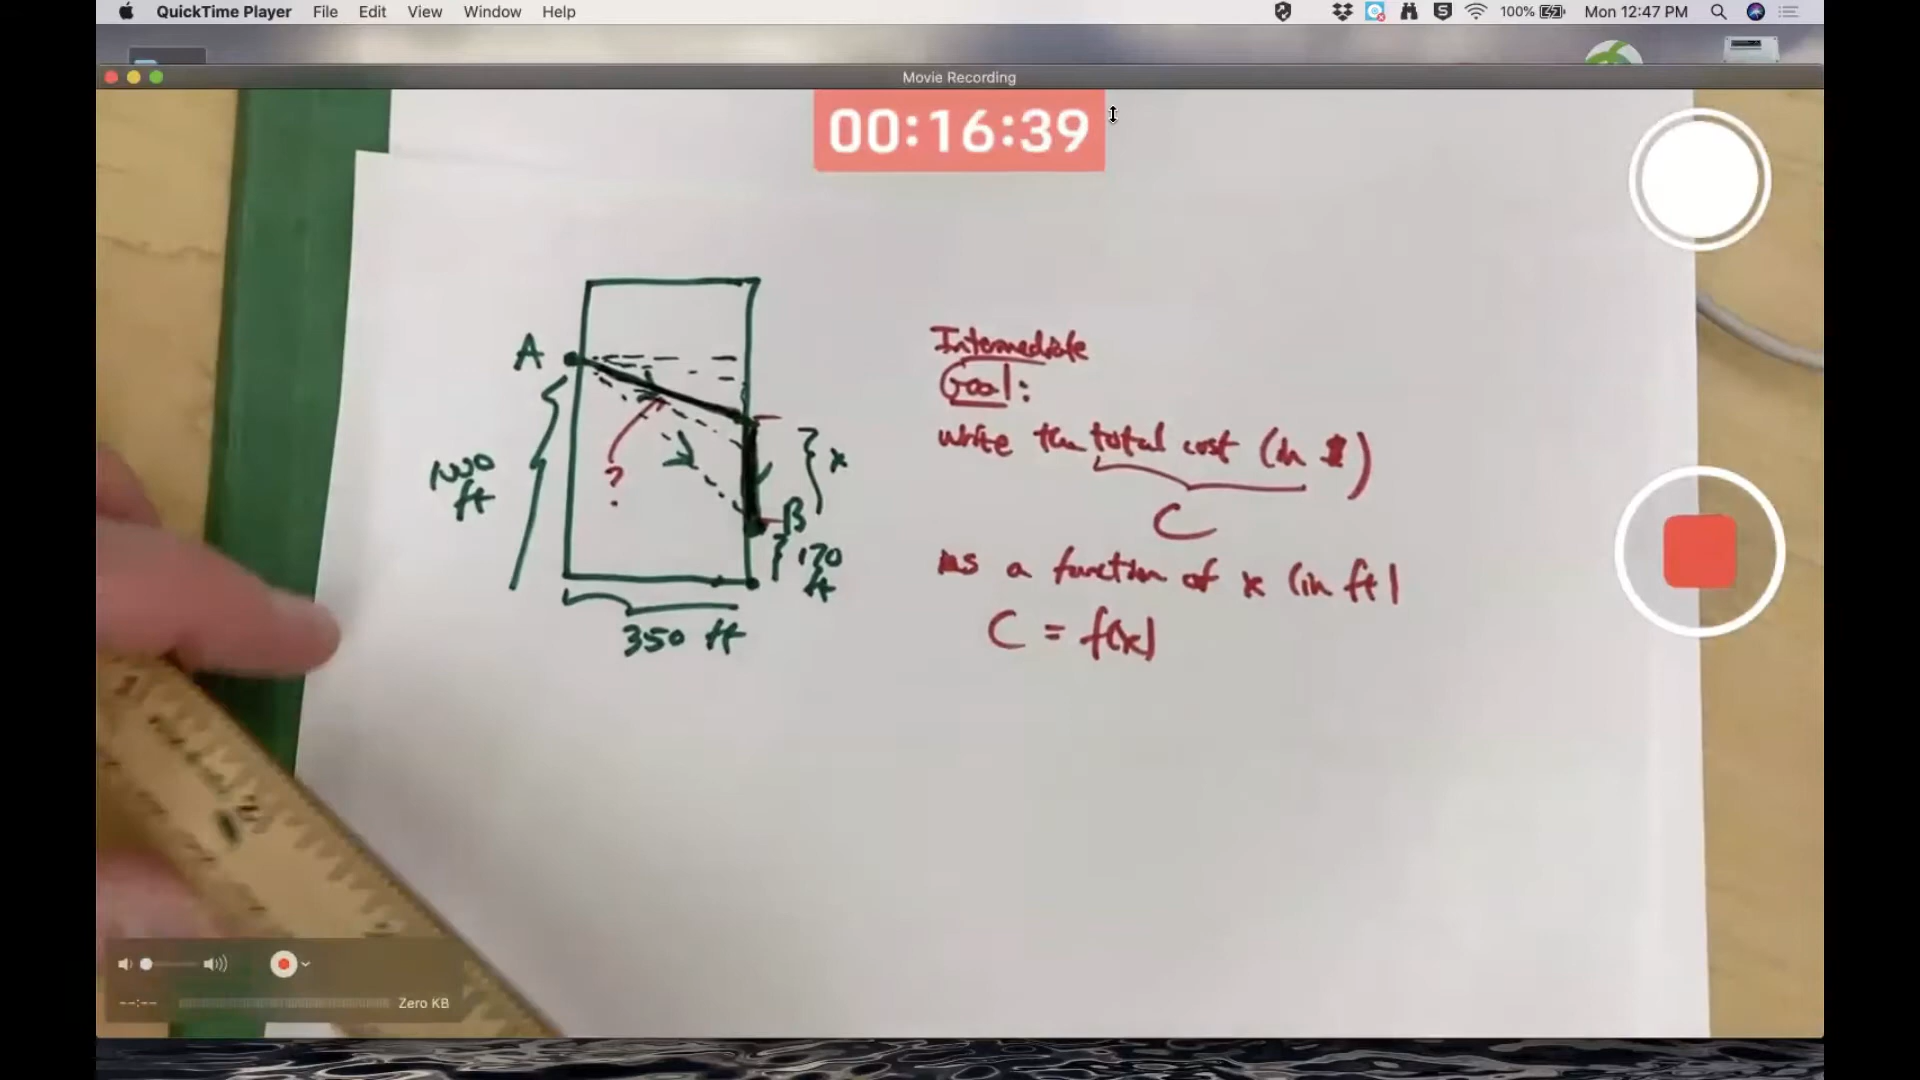 QuickTime Player File Edit View Window Help
100% Mon 12:47 PM
Movie Recording
00:16:39
A
1000
ft
?
x
B
170
ft
350 ft
Intermediate
Goal:
write the total cost (in $)
C
as a function of x (in ft)
C = f(x)
--:--
Zero KB